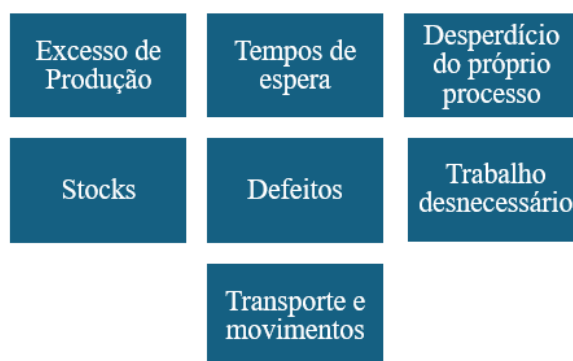 Excesso de
Produção
Tempos de
espera
Desperdício
do próprio
processo
Stocks
Defeitos
Trabalho
desnecessário
Transporte e
movimentos